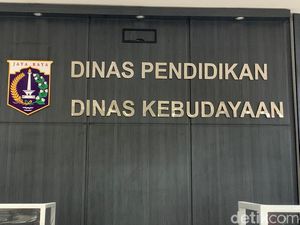 JAYA RAYA
DINAS PENDIDIKAN
DINAS KEBUDAYAAN
detikcom